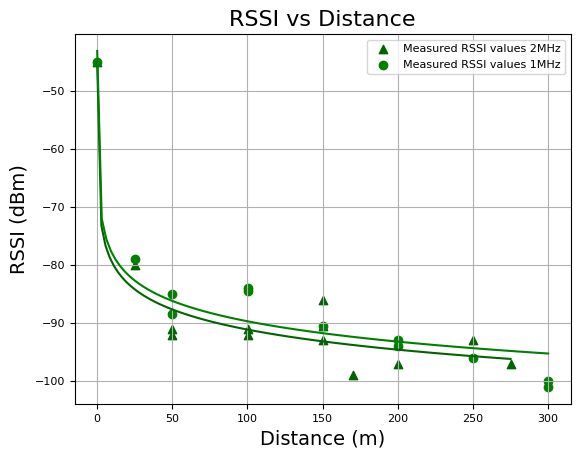 RSSI vs Distance
Measured RSSI values 2MHz
Measured RSSI values 1MHz
−50
−60
−70
−80
−90
−100
RSSI (dBm)
0 50 100 150 200 250 300
Distance (m)